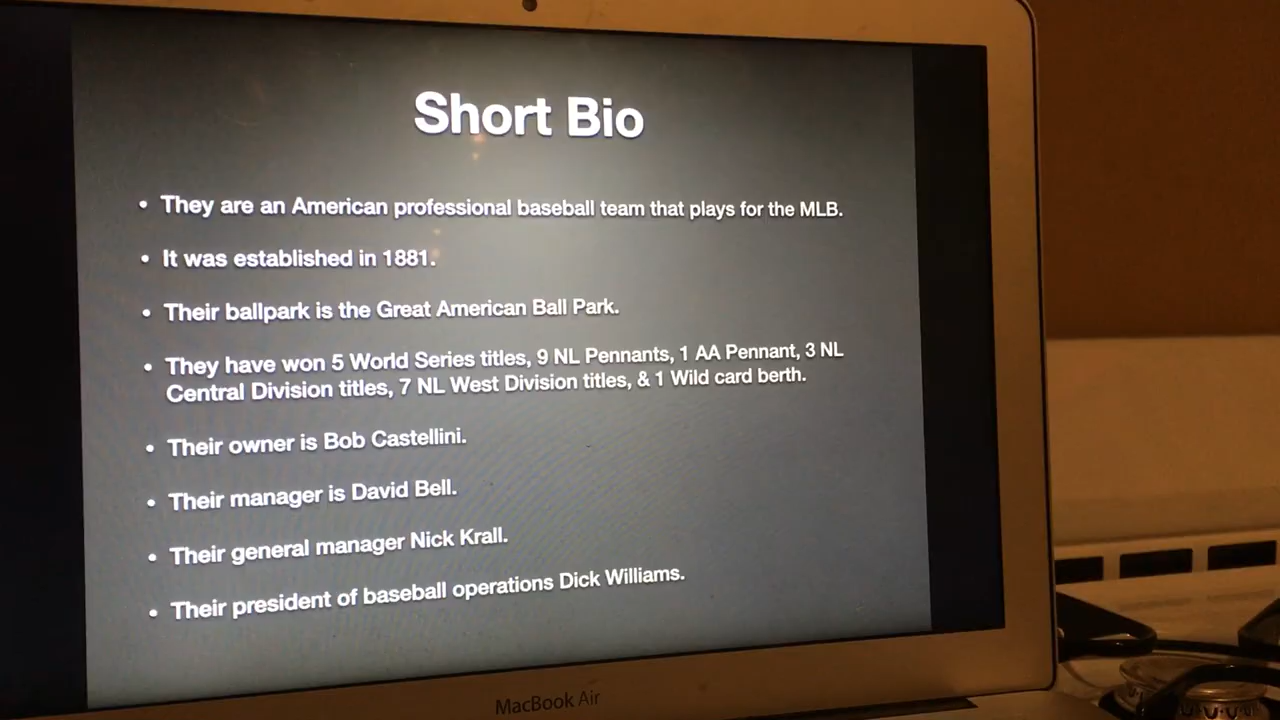 Short Bio
• They are an American professional baseball team that plays for the MLB.
• It was established in 1881.
• Their ballpark is the Great American Ball Park.
• They have won 5 World Series titles, 9 NL Pennants, 1 AA Pennant, 3 NL
Central Division titles, 7 NL West Division titles, & 1 Wild card berth.
• Their owner is Bob Castellini.
• Their manager is David Bell.
• Their general manager Nick Krall.
• Their president of baseball operations Dick Williams.
MacBook Air